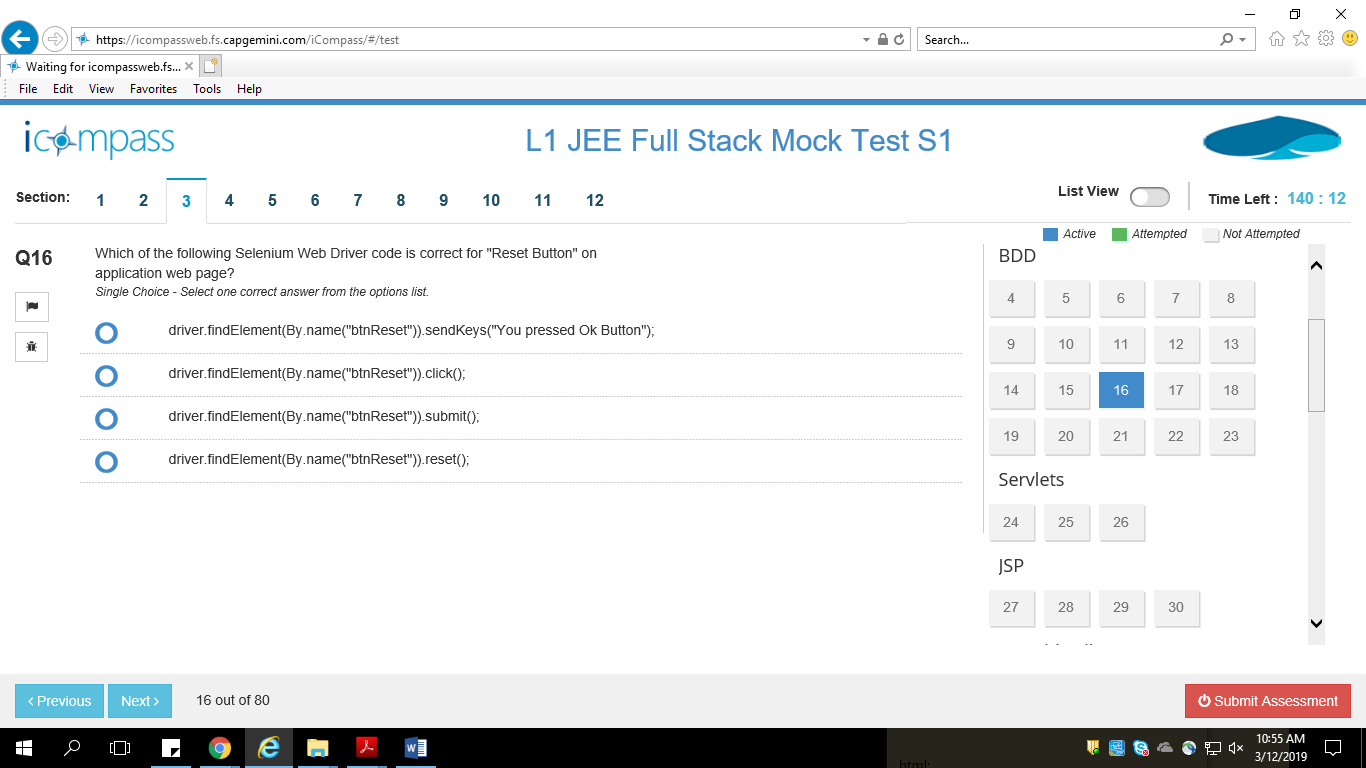 https://icompassweb.fs.capgemini.com/iCompass/#/test
Search...
Waiting for icompassweb.fs...
File Edit View Favorites Tools Help
icompass
L1 JEE Full Stack Mock Test S1
Section: 1 2 3 4 5 6 7 8 9 10 11 12
List View
Time Left : 140 : 12
Active Attempted Not Attempted
Q16
Which of the following Selenium Web Driver code is correct for "Reset Button" on
application web page?
Single Choice - Select one correct answer from the options list.
driver.findElement(By.name("btnReset")).sendKeys("You pressed Ok Button");
driver.findElement(By.name("btnReset")).click();
driver.findElement(By.name("btnReset")).submit();
driver.findElement(By.name("btnReset")).reset();
BDD
4 5 6 7 8
9 10 11 12 13
14 15 16 17 18
19 20 21 22 23
Servlets
24 25 26
JSP
27 28 29 30
< Previous
Next >
16 out of 80
Submit Assessment
10:55 AM
3/12/2019